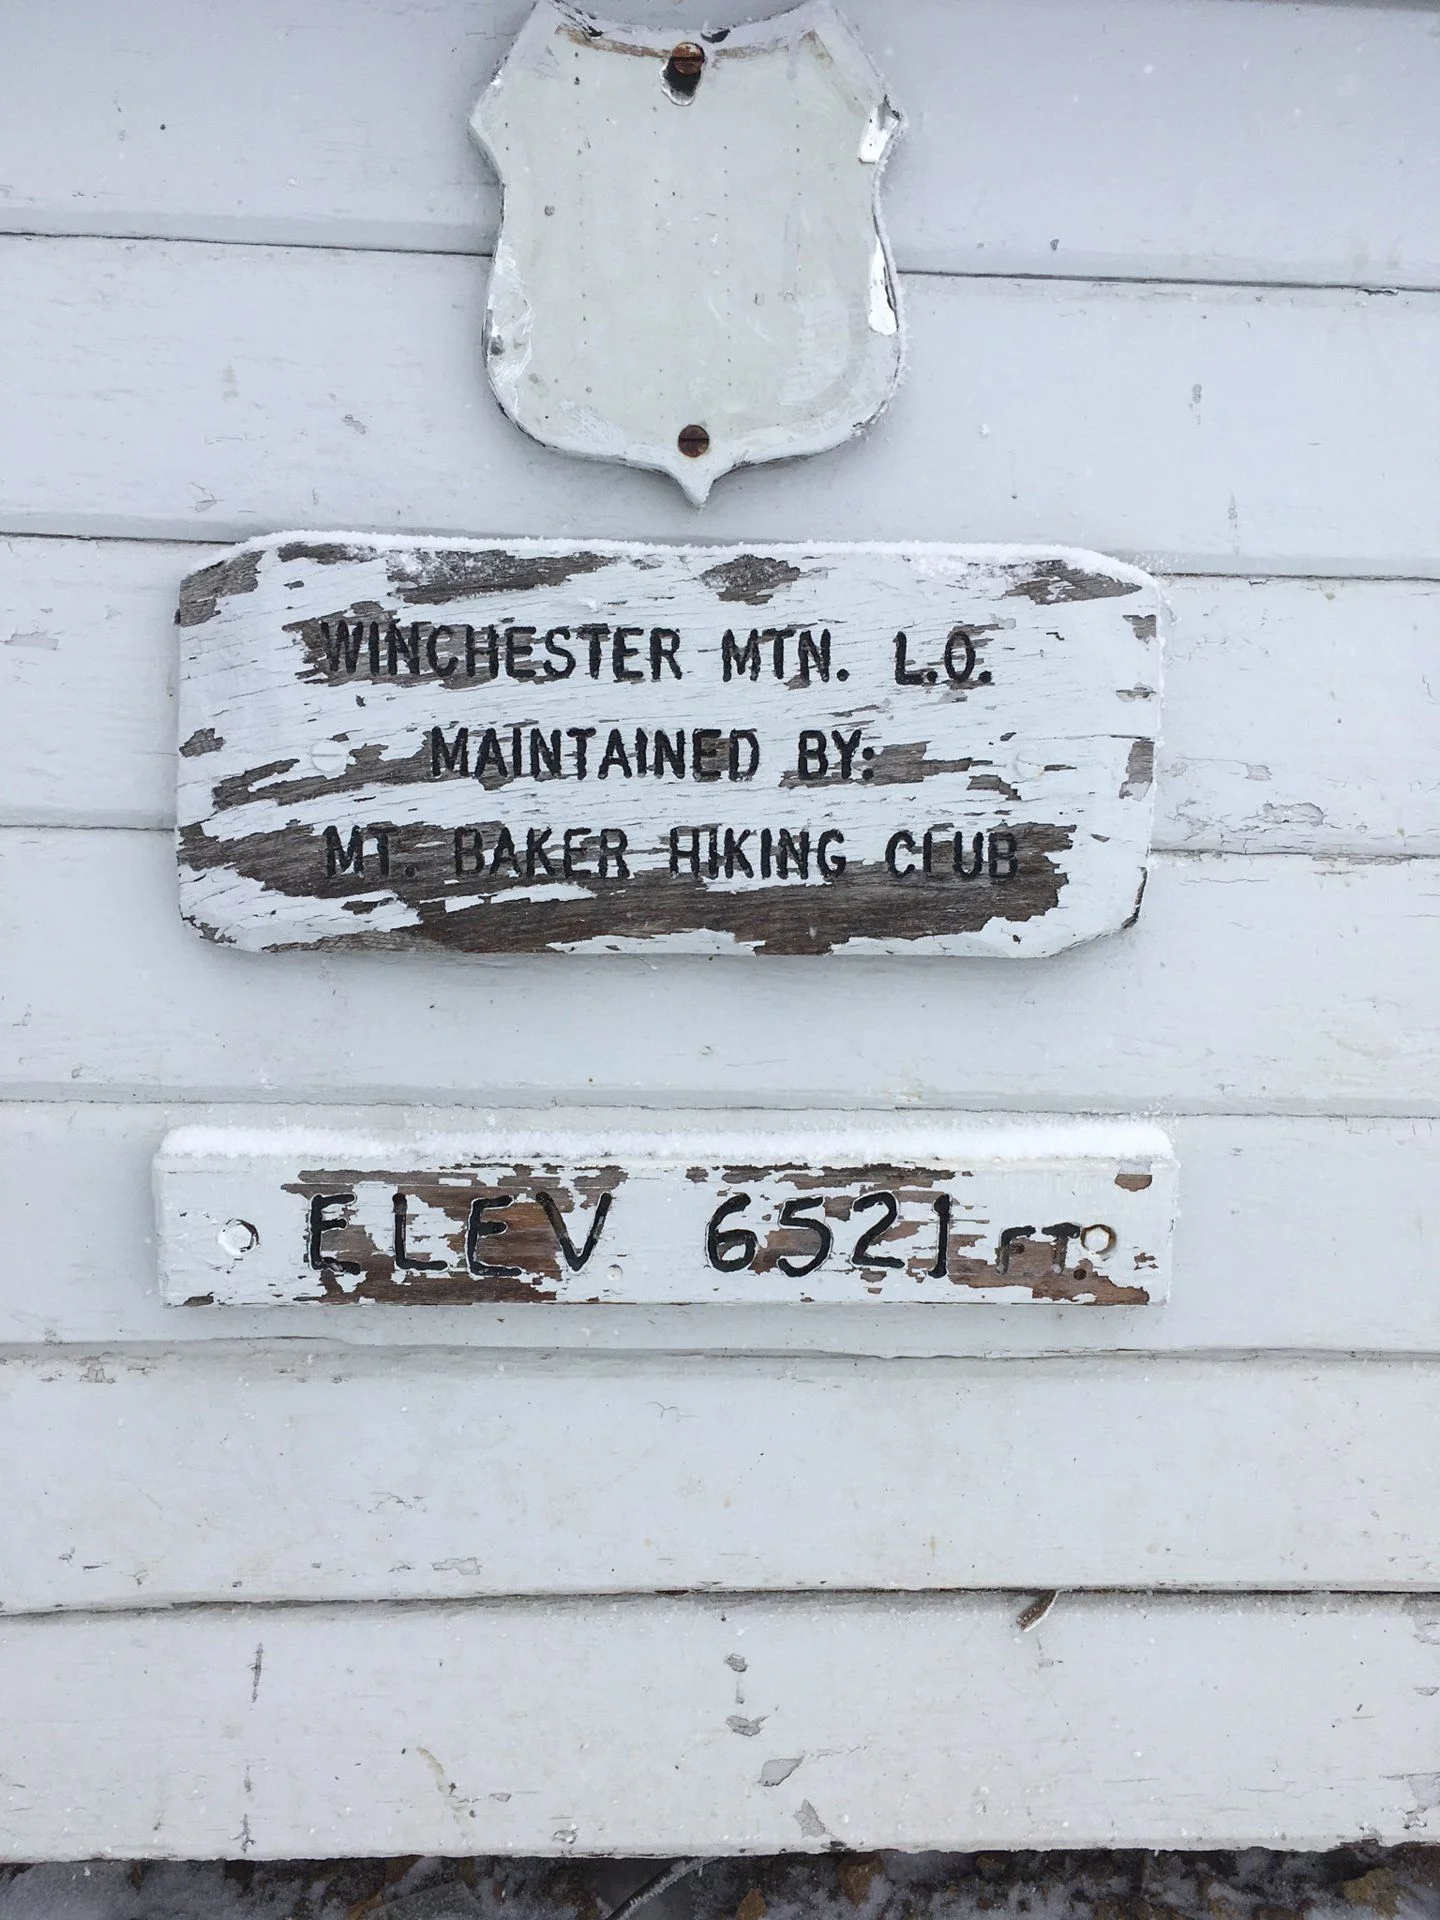 WINCHESTER MTN. L.O.
MAINTAINED BY:
MT. BAKER HIKING CLUB
ELEV 6521 FT.